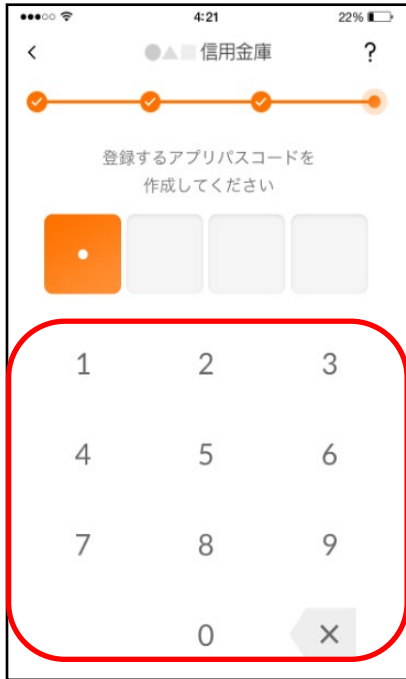 4:21
22%
●▲■信用金庫
?
登録するアプリパスコードを
作成してください
1 2 3
4 5 6
7 8 9
0 ×